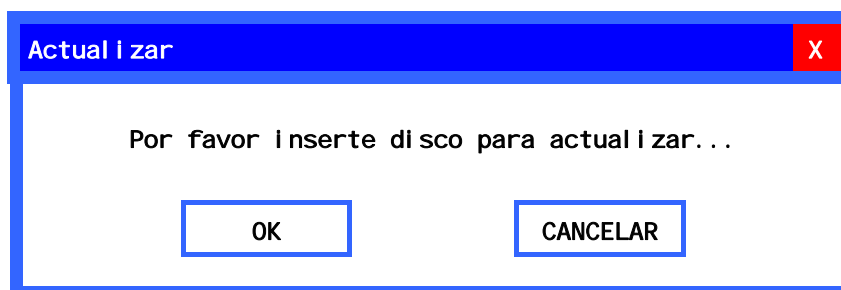 Actualizar X
Por favor inserte disco para actualizar...
OK CANCELAR